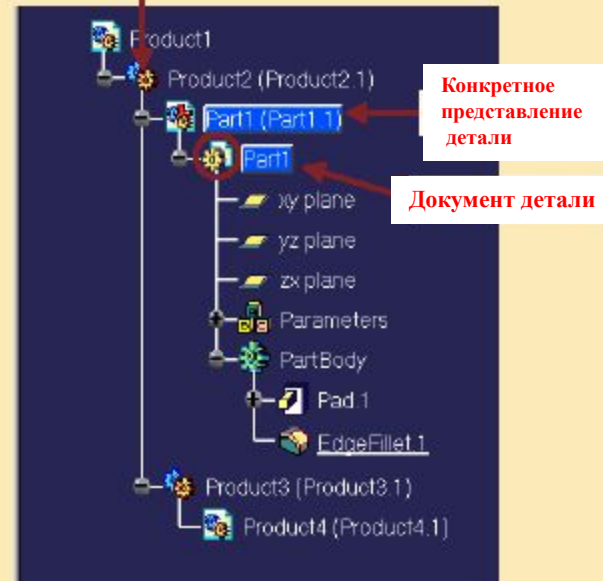 Product1
Product2 (Product2.1)
Конкретное
представление
детали
Part1 (Part1.1)
Part1
Документ детали
xy plane
yz plane
zx plane
Parameters
PartBody
Pad.1
EdgeFillet.1
Product3 (Product3.1)
Product4 (Product4.1)